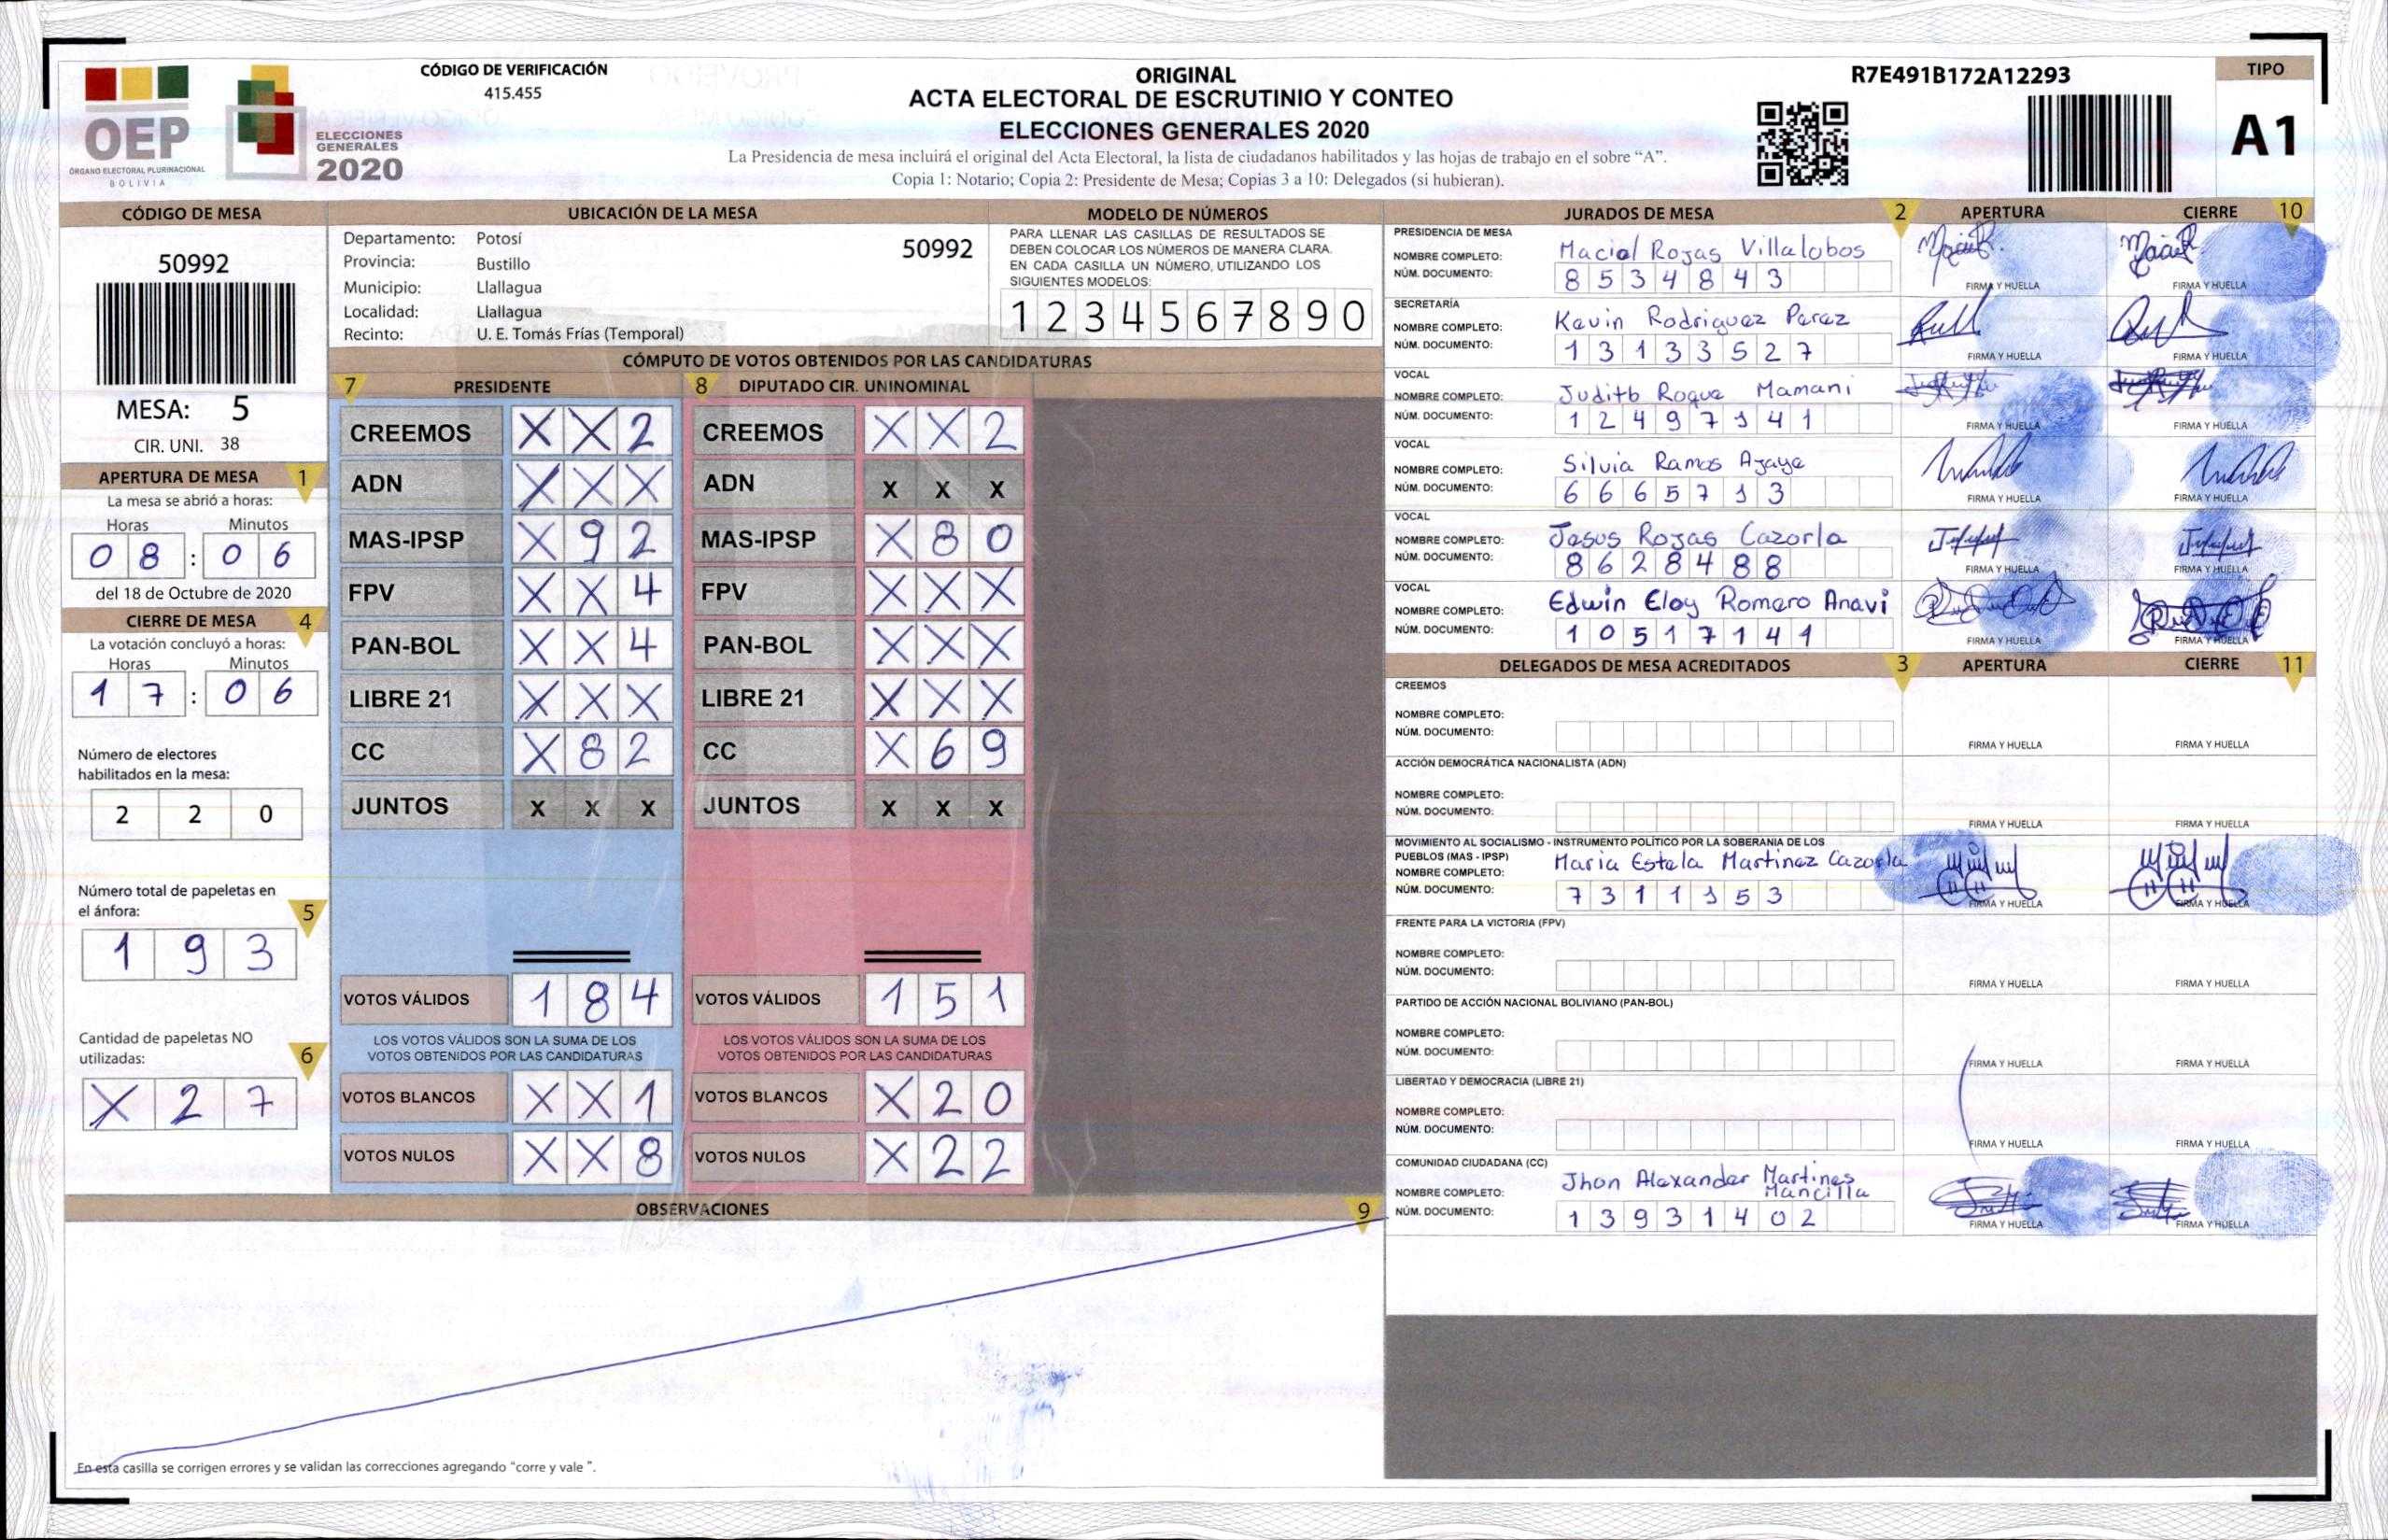 OEP
ÓRGANO ELECTORAL PLURINACIONAL
BOLIVIA
ELECCIONES
GENERALES
2020
CÓDIGO DE VERIFICACIÓN
415.455
ORIGINAL
ACTA ELECTORAL DE ESCRUTINIO Y CONTEO
ELECCIONES GENERALES 2020
La Presidencia de mesa incluirá el original del Acta Electoral, la lista de ciudadanos habilitados y las hojas de trabajo en el sobre “A”.
Copia 1: Notario; Copia 2: Presidente de Mesa; Copias 3 a 10: Delegados (si hubieran).
R7E491B172A12293
TIPO
A1
CÓDIGO DE MESA
50992
MESA: 5
CIR. UNI. 38
APERTURA DE MESA 1
La mesa se abrió a horas:
Horas Minutos
0 8 : 0 6
del 18 de Octubre de 2020
CIERRE DE MESA 4
La votación concluyó a horas:
Horas Minutos
1 7 : 0 6
Número de electores
habilitados en la mesa:
2 2 0
Número total de papeletas en
el ánfora: 5
1 9 3
Cantidad de papeletas NO
utilizadas: 6
X 2 7
UBICACIÓN DE LA MESA
Departamento: Potosí 50992
Provincia: Bustillo
Municipio: Llallagua
Localidad: Llallagua
Recinto: U. E. Tomás Frías (Temporal)
MODELO DE NÚMEROS
PARA LLENAR LAS CASILLAS DE RESULTADOS SE
DEBEN COLOCAR LOS NÚMEROS DE MANERA CLARA.
EN CADA CASILLA UN NÚMERO, UTILIZANDO LOS
SIGUIENTES MODELOS:
1 2 3 4 5 6 7 8 9 0
CÓMPUTO DE VOTOS OBTENIDOS POR LAS CANDIDATURAS
7 PRESIDENTE 8 DIPUTADO CIR. UNINOMINAL
CREEMOS X X 2 CREEMOS X X 2
ADN X X X ADN X X X
MAS-IPSP X 9 2 MAS-IPSP X 8 0
FPV X X 4 FPV X X X
PAN-BOL X X 4 PAN-BOL X X X
LIBRE 21 X X X LIBRE 21 X X X
CC X 8 2 CC X 6 9
JUNTOS X X X JUNTOS X X X
VOTOS VÁLIDOS 1 8 4 VOTOS VÁLIDOS 1 5 1
LOS VOTOS VÁLIDOS SON LA SUMA DE LOS LOS VOTOS VÁLIDOS SON LA SUMA DE LOS
VOTOS OBTENIDOS POR LAS CANDIDATURAS VOTOS OBTENIDOS POR LAS CANDIDATURAS
VOTOS BLANCOS X X 1 VOTOS BLANCOS X 2 0
VOTOS NULOS X X 8 VOTOS NULOS X 2 2
OBSERVACIONES 9
En esta casilla se corrigen errores y se validan las correcciones agregando "corre y vale ".
JURADOS DE MESA 2 APERTURA CIERRE 10
PRESIDENCIA DE MESA
NOMBRE COMPLETO: Maciel Rojas Villalobos
NÚM. DOCUMENTO: 8 5 3 4 8 4 3
FIRMA Y HUELLA FIRMA Y HUELLA
SECRETARÍA
NOMBRE COMPLETO: Kevin Rodriguez Perez
NÚM. DOCUMENTO: 1 3 1 3 3 5 2 7
FIRMA Y HUELLA FIRMA Y HUELLA
VOCAL
NOMBRE COMPLETO: Judith Roque Mamani
NÚM. DOCUMENTO: 1 2 4 9 7 1 4 1
FIRMA Y HUELLA FIRMA Y HUELLA
VOCAL
NOMBRE COMPLETO: Silvia Ramos Ajaye
NÚM. DOCUMENTO: 6 6 6 5 7 1 3
FIRMA Y HUELLA FIRMA Y HUELLA
VOCAL
NOMBRE COMPLETO: Jesus Rojas Cazorla
NÚM. DOCUMENTO: 8 6 2 8 4 8 8
FIRMA Y HUELLA FIRMA Y HUELLA
VOCAL
NOMBRE COMPLETO: Edwin Eloy Romero Anavi
NÚM. DOCUMENTO: 1 0 5 1 7 1 4 1
FIRMA Y HUELLA FIRMA Y HUELLA
DELEGADOS DE MESA ACREDITADOS 3 APERTURA CIERRE 11
CREEMOS
NOMBRE COMPLETO:
NÚM. DOCUMENTO:
FIRMA Y HUELLA FIRMA Y HUELLA
ACCIÓN DEMOCRÁTICA NACIONALISTA (ADN)
NOMBRE COMPLETO:
NÚM. DOCUMENTO:
FIRMA Y HUELLA FIRMA Y HUELLA
MOVIMIENTO AL SOCIALISMO - INSTRUMENTO POLÍTICO POR LA SOBERANIA DE LOS
PUEBLOS (MAS - IPSP)
NOMBRE COMPLETO: Maria Estela Martinez Cazorla
NÚM. DOCUMENTO: 7 3 1 1 1 5 3
FIRMA Y HUELLA FIRMA Y HUELLA
FRENTE PARA LA VICTORIA (FPV)
NOMBRE COMPLETO:
NÚM. DOCUMENTO:
FIRMA Y HUELLA FIRMA Y HUELLA
PARTIDO DE ACCIÓN NACIONAL BOLIVIANO (PAN-BOL)
NOMBRE COMPLETO:
NÚM. DOCUMENTO:
FIRMA Y HUELLA FIRMA Y HUELLA
LIBERTAD Y DEMOCRACIA (LIBRE 21)
NOMBRE COMPLETO:
NÚM. DOCUMENTO:
FIRMA Y HUELLA FIRMA Y HUELLA
COMUNIDAD CIUDADANA (CC)
NOMBRE COMPLETO: Jhon Alexander Martines
Mancilla
NÚM. DOCUMENTO: 1 3 9 3 1 4 0 2
FIRMA Y HUELLA FIRMA Y HUELLA